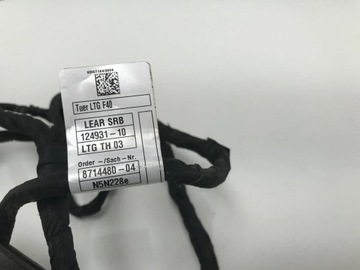 Tuer LTG F40
LEAR SRB
124931-10
LTG TH 03
Order -/Sach-Nr.
8714480-04
N5N228e